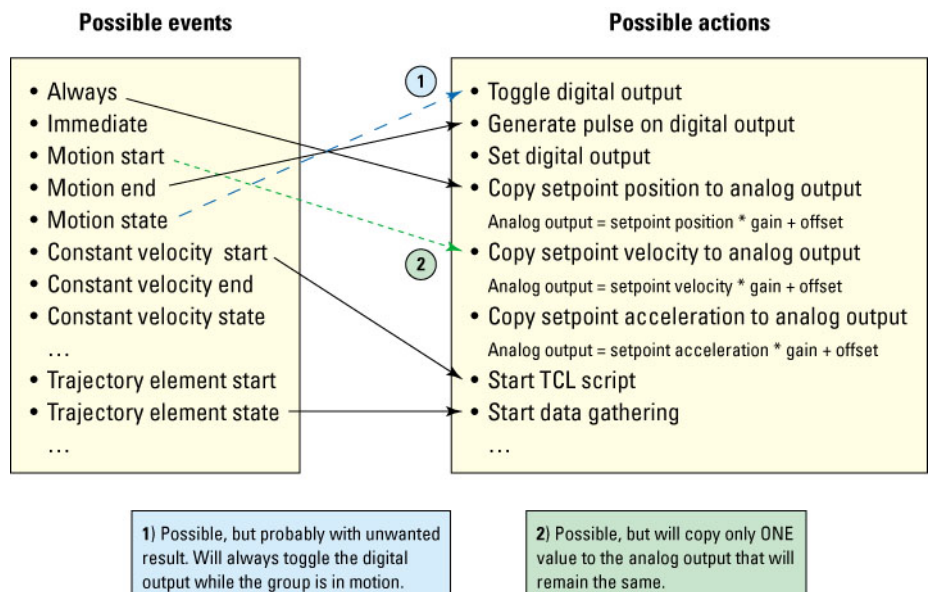 Possible events
• Always
• Immediate
• Motion start
• Motion end
• Motion state
• Constant velocity start
• Constant velocity end
• Constant velocity state
...
• Trajectory element start
• Trajectory element state
...
Possible actions
• Toggle digital output
• Generate pulse on digital output
• Set digital output
• Copy setpoint position to analog output
Analog output = setpoint position * gain + offset
• Copy setpoint velocity to analog output
Analog output = setpoint velocity * gain + offset
• Copy setpoint acceleration to analog output
Analog output = setpoint acceleration * gain + offset
• Start TCL script
• Start data gathering
...
1
2
1) Possible, but probably with unwanted
result. Will always toggle the digital
output while the group is in motion.
2) Possible, but will copy only ONE
value to the analog output that will
remain the same.